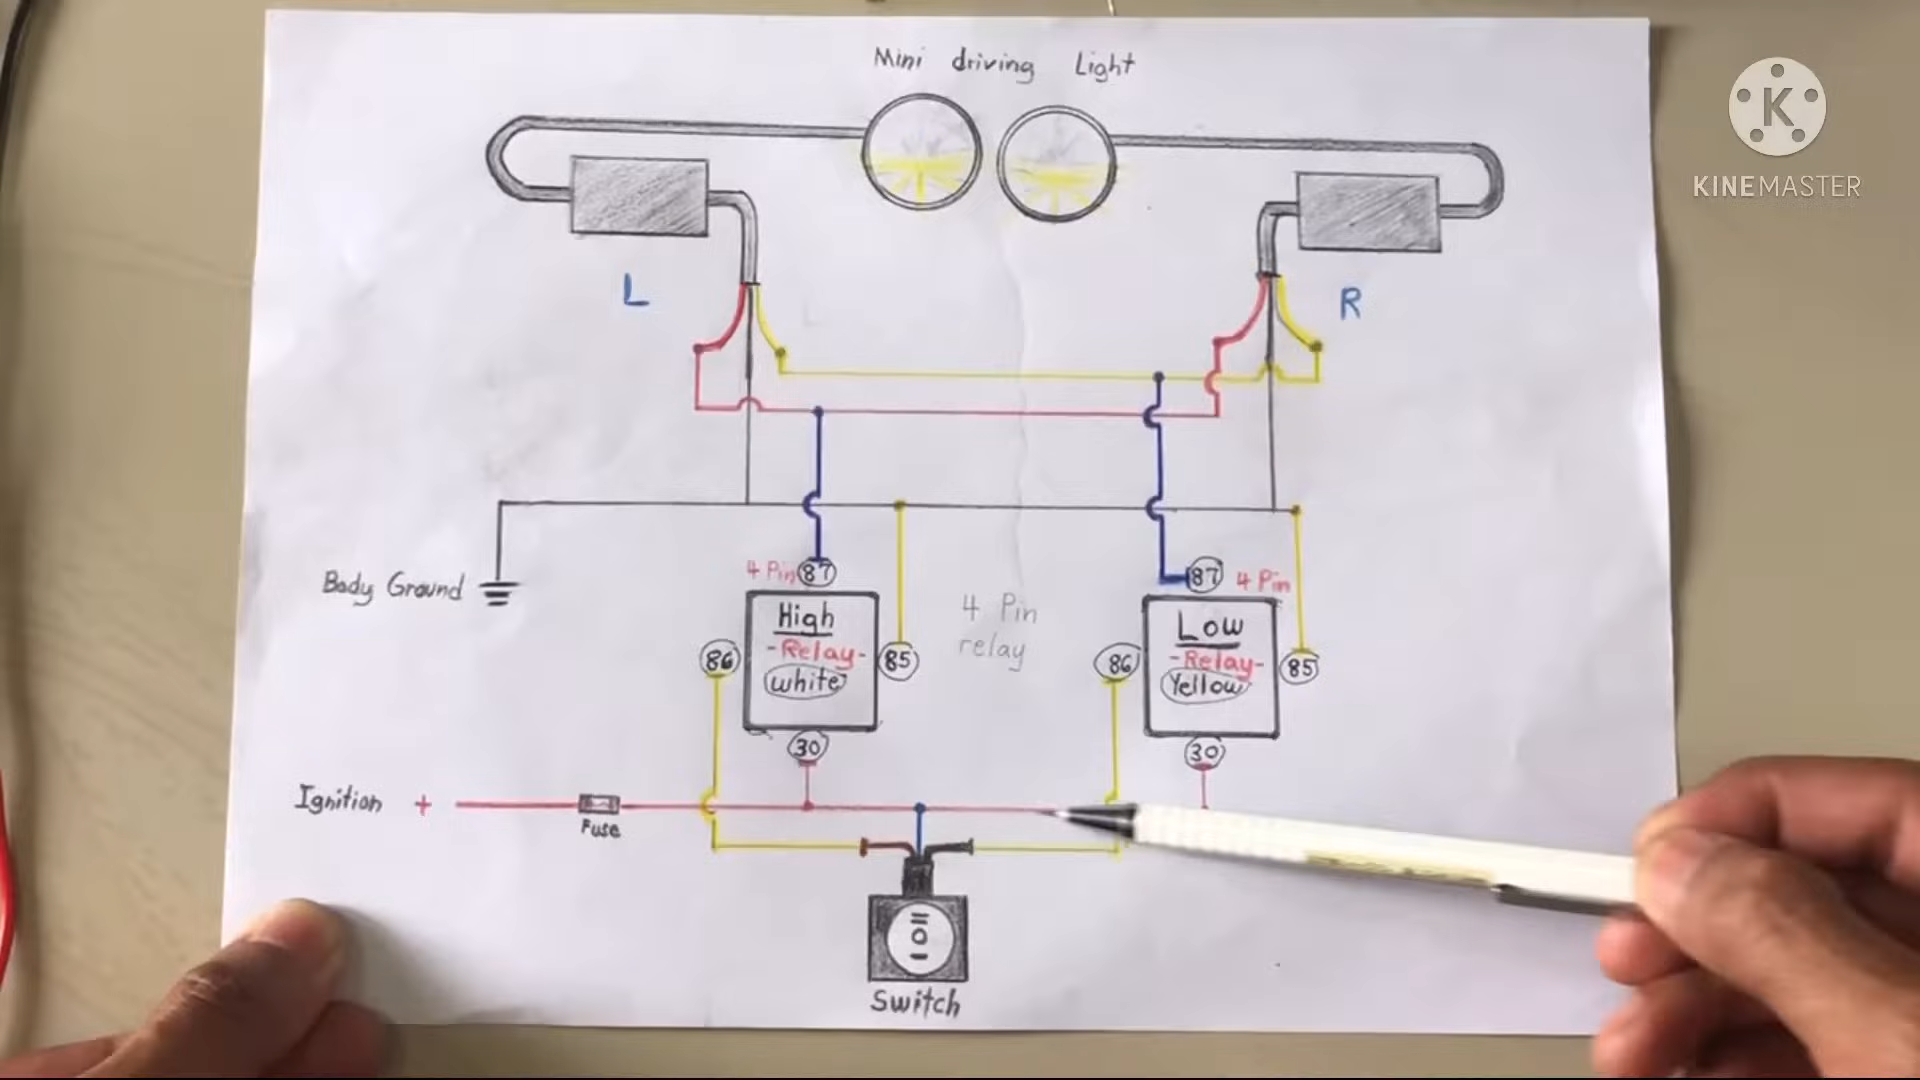 Mini driving Light
K
KINEMASTER
L
R
Body Ground
4 Pin
87
High
-Relay-
white
86
85
30
4 Pin
relay
87
4 Pin
Low
-Relay-
Yellow
86
85
30
Ignition +
Fuse
Switch